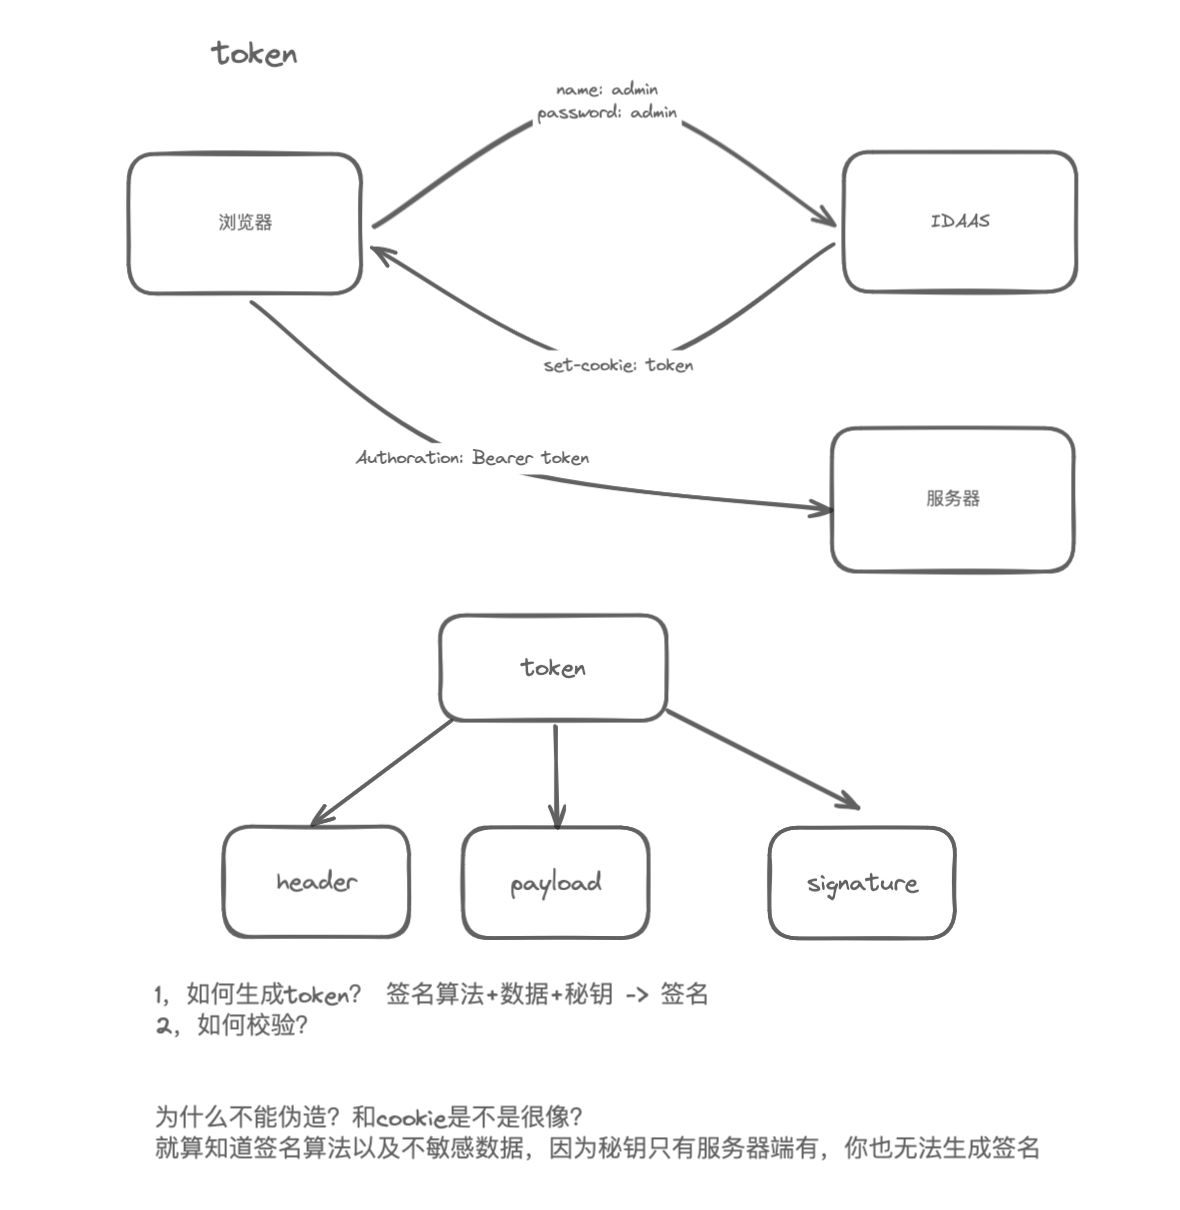 token
name: admin
password: admin
浏览器
IDAAS
set-cookie: token
Authoration: Bearer token
服务器
token
header
payload
signature
1，如何生成token？ 签名算法+数据+秘钥 -> 签名
2，如何校验？
为什么不能伪造？和cookie是不是很像？
就算知道签名算法以及不敏感数据，因为秘钥只有服务器端有，你也无法生成签名